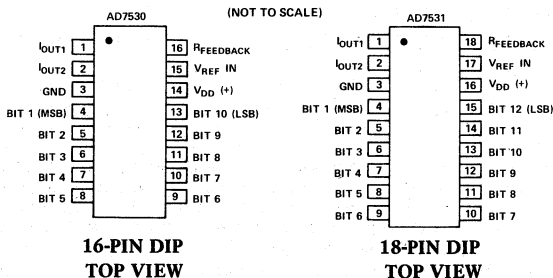 (NOT TO SCALE)
AD7530
IOUT1 1
IOUT2 2
GND 3
BIT 1 (MSB) 4
BIT 2 5
BIT 3 6
BIT 4 7
BIT 5 8
16 RFEEDBACK
15 VREF IN
14 VDD (+)
13 BIT 10 (LSB)
12 BIT 9
11 BIT 8
10 BIT 7
9 BIT 6
16-PIN DIP
TOP VIEW
AD7531
IOUT1 1
IOUT2 2
GND 3
BIT 1 (MSB) 4
BIT 2 5
BIT 3 6
BIT 4 7
BIT 5 8
BIT 6 9
18 RFEEDBACK
17 VREF IN
16 VDD (+)
15 BIT 12 (LSB)
14 BIT 11
13 BIT 10
12 BIT 9
11 BIT 8
10 BIT 7
18-PIN DIP
TOP VIEW